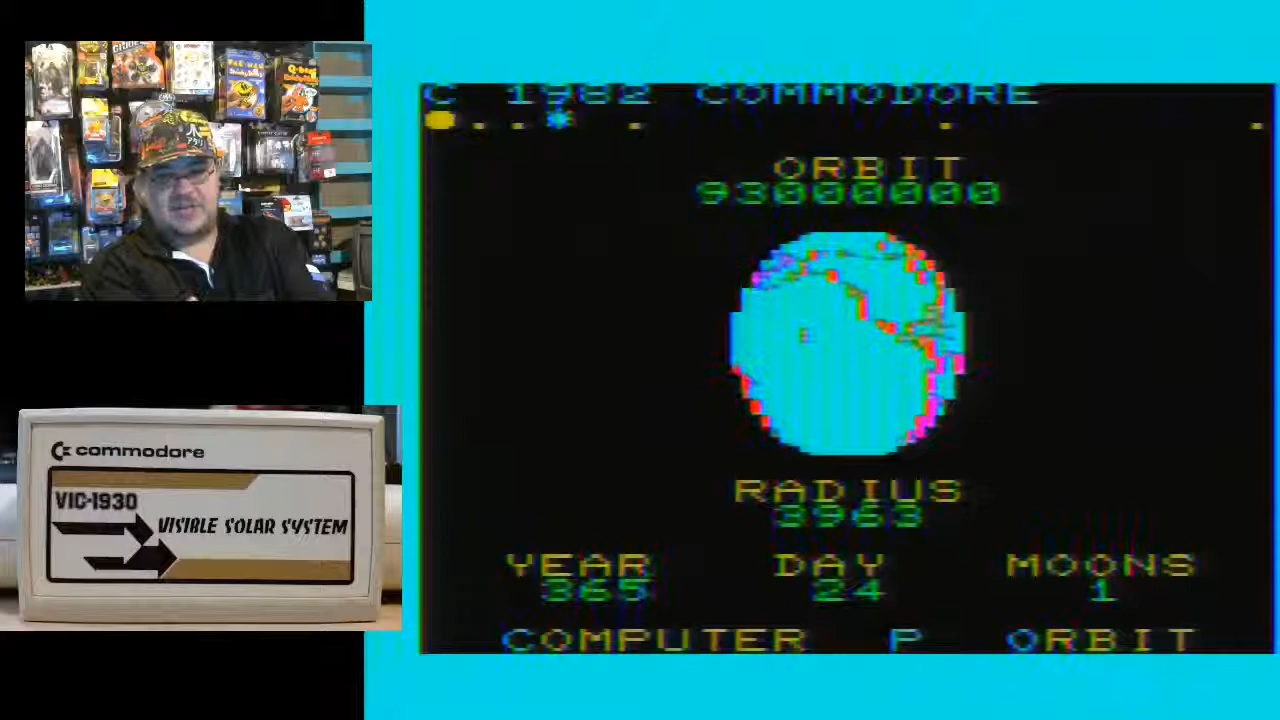 C 1982 COMMODORE
ORBIT
93000000
RADIUS
3963
YEAR DAY MOONS
365 24 1
COMPUTER P ORBIT
commodore
VIC-1930
VISIBLE SOLAR SYSTEM